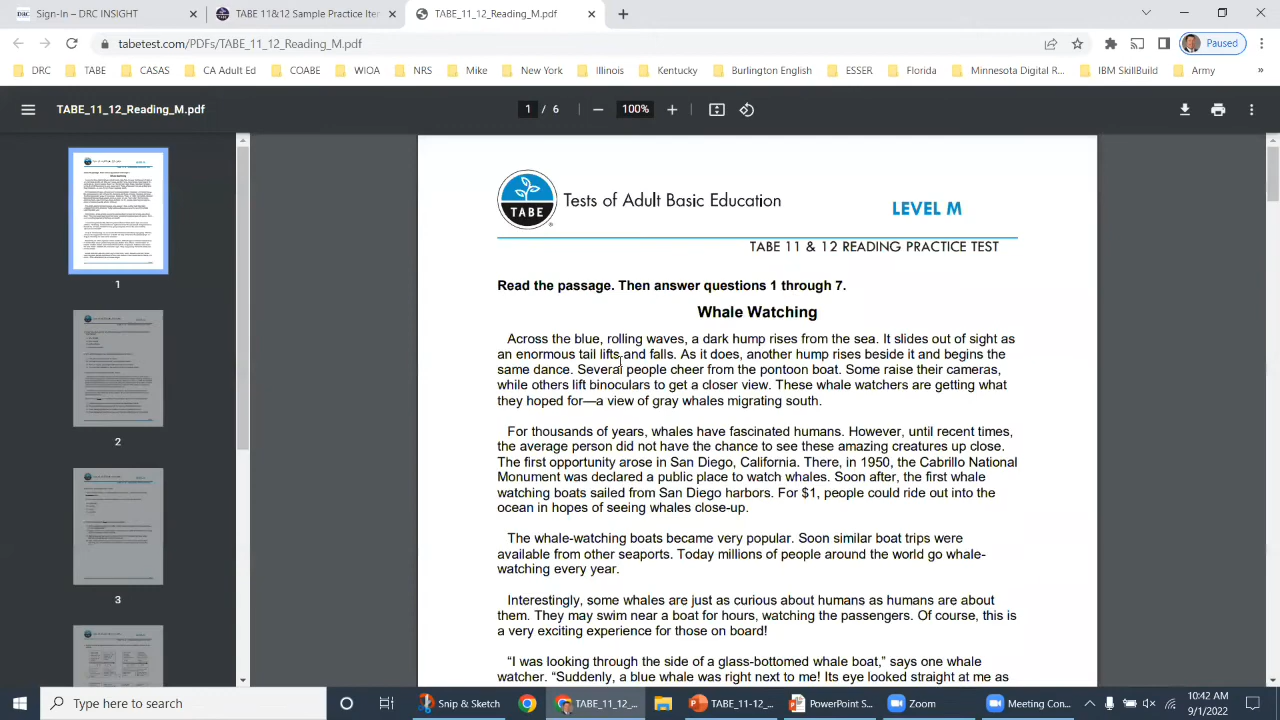 Sign-In – DRC INSIGHT
TABE 11&12 Sample Practice Iter
TABE_11_12_Reading_M.pdf
tabetest.com/PDFs/TABE_11_12_Reading_M.pdf
Paused
DRC TABE CASAS CA Adult Ed COABE WIOA NRS Mike New York Illinois Kentucky Burlington English ESSER Florida Minnesota Digital R... IBM SkillBuild Army »
TABE_11_12_Reading_M.pdf
1 / 6
100%
1
2
3
TABE
Tests of Adult Basic Education
LEVEL M
TABE 11 & 12 READING PRACTICE TEST
Read the passage. Then answer questions 1 through 7.
Whale Watching
Across the blue, rolling waves, a dark hump rises from the sea. It slides out of sight as
an enormous tail lifts and falls. As it does, another hump rises beside it and begins the
same dance. Several people cheer from the pontoon boat. Some raise their cameras,
while others lift binoculars to get a closer view. These whale watchers are getting what
they hoped for—a view of gray whales migrating south.
For thousands of years, whales have fascinated humans. However, until recent times,
the average person did not have the chance to see these amazing creatures up close.
The first opportunity arose in San Diego, California. There, in 1950, the Cabrillo National
Monument was declared a public place to watch whales. Soon after, the first whale
watching boats sailed from San Diego harbors. For $1, people could ride out into the
ocean in hopes of seeing whales close-up.
The whale-watching boats became very popular. Soon similar boat trips were
available from other seaports. Today millions of people around the world go whale-
watching every year.
Interestingly, some whales are just as curious about humans as humans are about
them. They may swim near a boat for hours, watching the passengers. Of course, this is
a very exciting experience for those on board!
“I was looking through the side of a glass-bottomed whale boat,” says one whale
watcher. “Suddenly, a blue whale was right next to me! Its eye looked straight at me as
Type here to search
Snip & Sketch
TABE_11_12_...
TABE_11-12_...
PowerPoint S...
Zoom
Meeting Con...
10:42 AM
9/1/2022